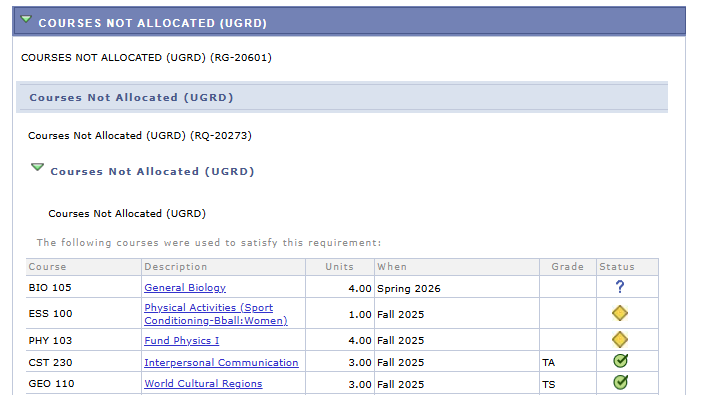 COURSES NOT ALLOCATED (UGRD)
COURSES NOT ALLOCATED (UGRD) (RG-20601)
Courses Not Allocated (UGRD)
Courses Not Allocated (UGRD) (RQ-20273)
Courses Not Allocated (UGRD)
Courses Not Allocated (UGRD)
The following courses were used to satisfy this requirement:
Course Description Units When Grade Status
BIO 105 General Biology 4.00 Spring 2026 ?
ESS 100 Physical Activities (Sport
Conditioning-Bball:Women) 1.00 Fall 2025
PHY 103 Fund Physics I 4.00 Fall 2025
CST 230 Interpersonal Communication 3.00 Fall 2025 TA
GEO 110 World Cultural Regions 3.00 Fall 2025 TS